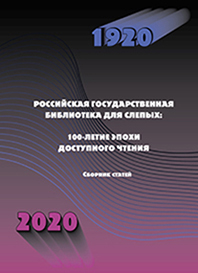 1920
РОССИЙСКАЯ ГОСУДАРСТВЕННАЯ
БИБЛИОТЕКА ДЛЯ СЛЕПЫХ:
100-ЛЕТИЕ ЭПОХИ
ДОСТУПНОГО ЧТЕНИЯ
Сборник статей
2020